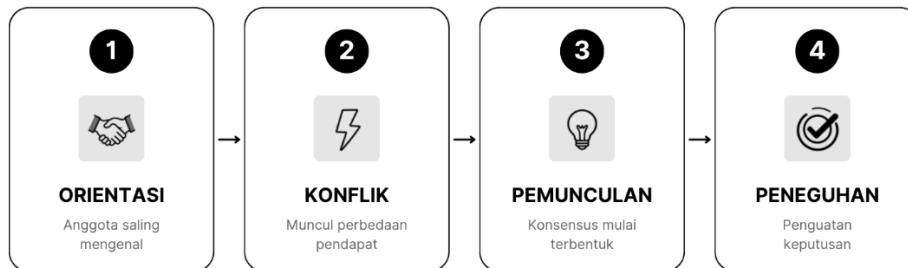 1
ORIENTASI
Anggota saling
mengenal
2
KONFLIK
Muncul perbedaan
pendapat
3
PEMUNCULAN
Konsensus mulai
terbentuk
4
PENEGUHAN
Penguatan
keputusan